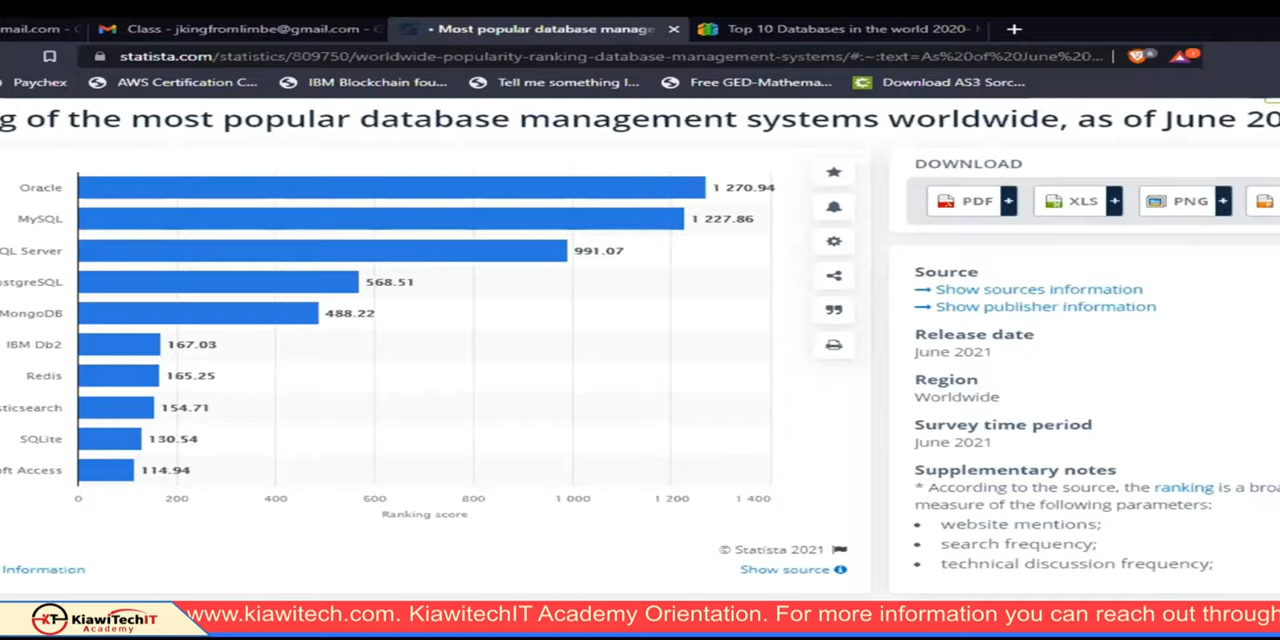 mail.com - C
Class - jkingfromlimbe@gmail.com - C
Most popular database manage
Top 10 Databases in the world 2020-
statista.com/statistics/809750/worldwide-popularity-ranking-database-management-systems/#:~:text=As%20of%20June%20...
Paychex
AWS Certification C...
IBM Blockchain fou...
Tell me something I...
Free GED-Mathema...
Download AS3 Sorc...
g of the most popular database management systems worldwide, as of June 20
Oracle
1 270.94
MySQL
1 227.86
QL Server
991.07
ostgreSQL
568.51
MongoDB
488.22
IBM Db2
167.03
Redis
165.25
sticsearch
154.71
SQLite
130.54
oft Access
114.94
0 200 400 600 800 1 000 1 200 1 400
Ranking score
© Statista 2021
Information
Show source
DOWNLOAD
PDF + XLS + PNG +
Source
Show sources information
Show publisher information
Release date
June 2021
Region
Worldwide
Survey time period
June 2021
Supplementary notes
* According to the source, the ranking is a broa
measure of the following parameters:
• website mentions;
• search frequency;
• technical discussion frequency;
KT KiawiTechIT
Academy
www.kiawitech.com. KiawitechIT Academy Orientation. For more information you can reach out through